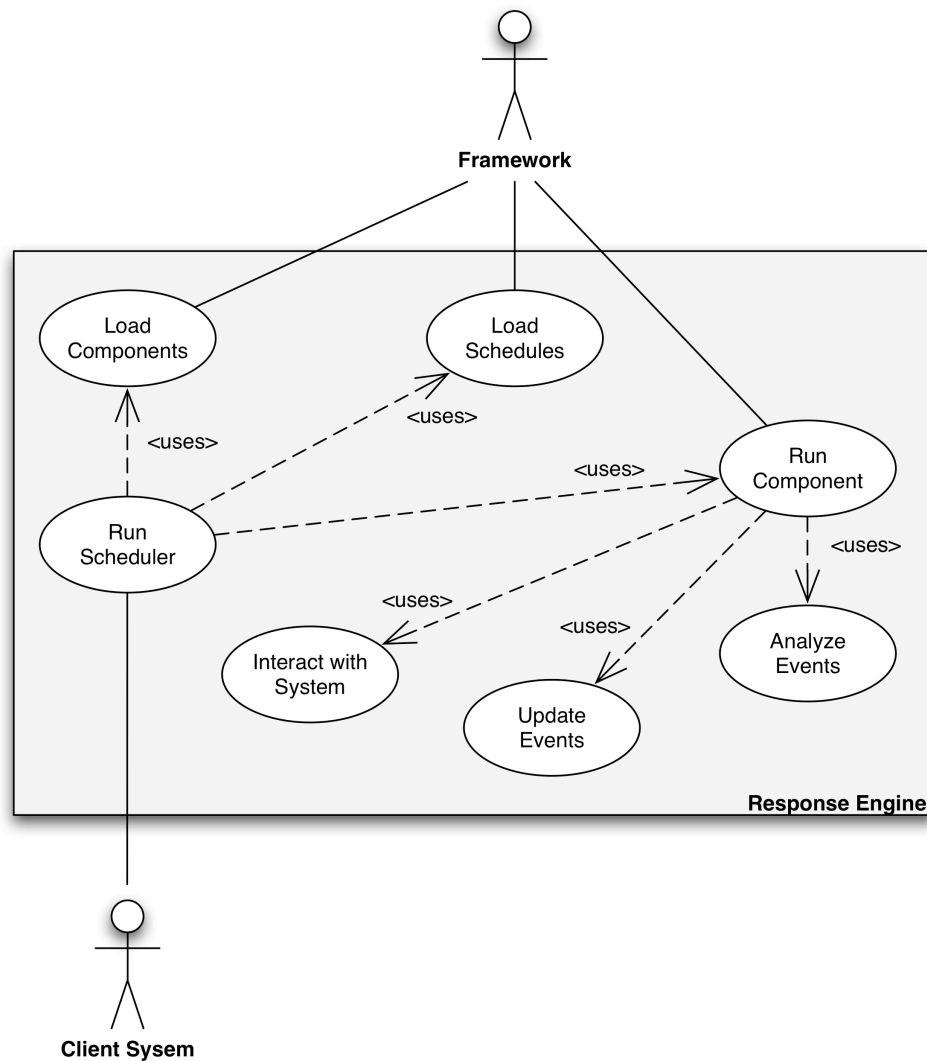 Framework
Load
Components
Load
Schedules
<uses>
<uses>
Run
Component
<uses>
Run
Scheduler
<uses>
<uses>
<uses>
Interact with
System
Analyze
Events
Update
Events
Response Engine
Client Sysem